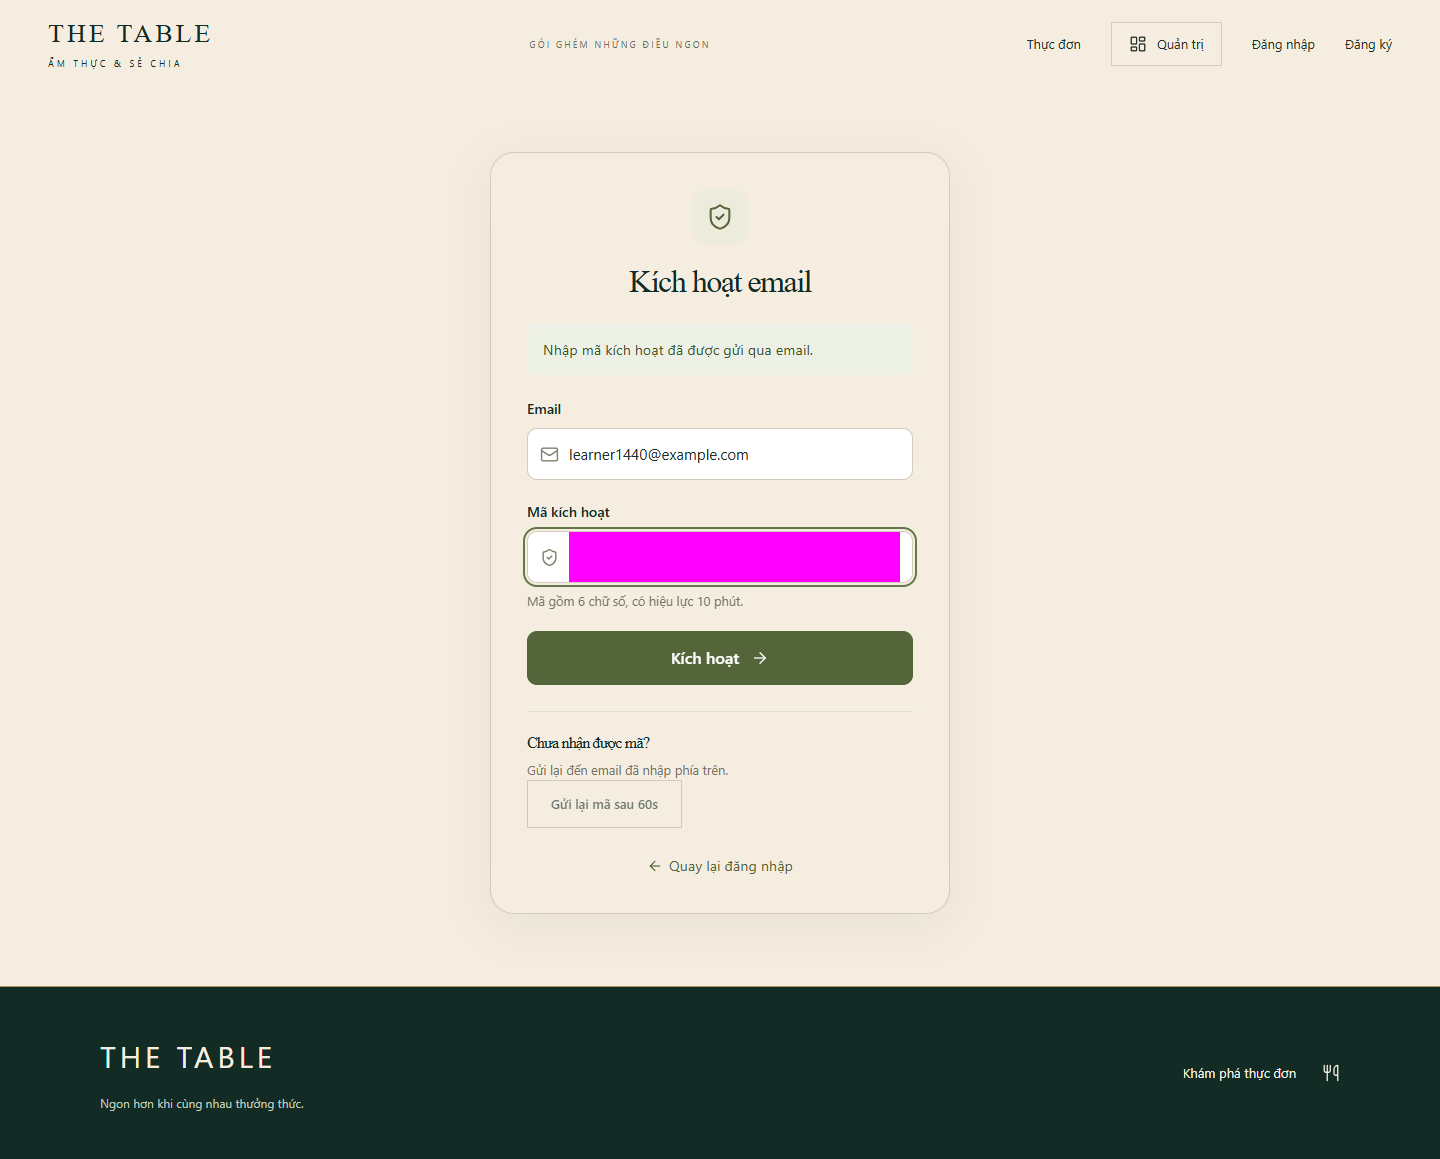 THE TABLE
ẨM THỰC & SẺ CHIA
GÓI GHÉM NHỮNG ĐIỀU NGON
Thực đơn
Quản trị
Đăng nhập
Đăng ký
Kích hoạt email
Nhập mã kích hoạt đã được gửi qua email.
Email
learner1440@example.com
Mã kích hoạt
Mã gồm 6 chữ số, có hiệu lực 10 phút.
Kích hoạt
Chưa nhận được mã?
Gửi lại đến email đã nhập phía trên.
Gửi lại mã sau 60s
Quay lại đăng nhập
THE TABLE
Ngon hơn khi cùng nhau thưởng thức.
Khám phá thực đơn